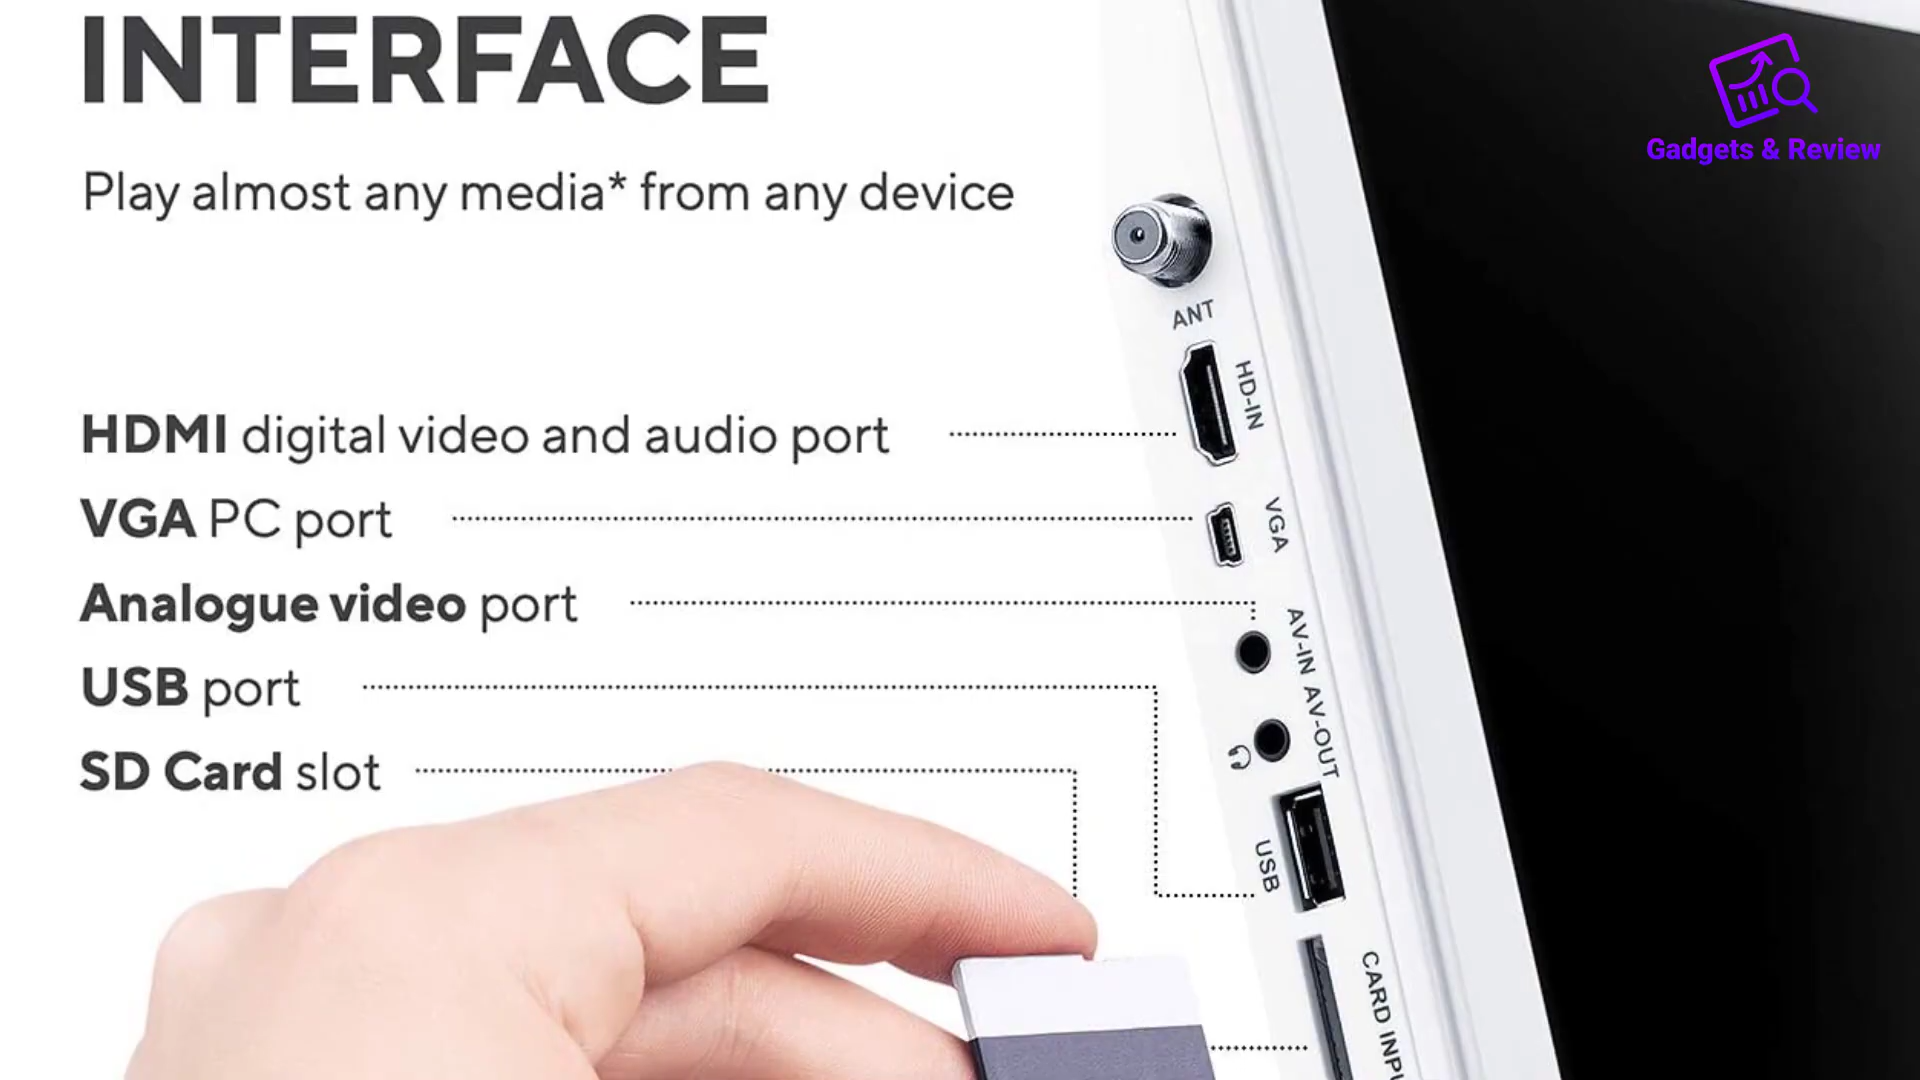 INTERFACE
Play almost any media* from any device
Gadgets & Review
ANT
HD-IN
HDMI digital video and audio port
VGA PC port
VGA
Analogue video port
AV-IN
USB port
AV-OUT
SD Card slot
USB